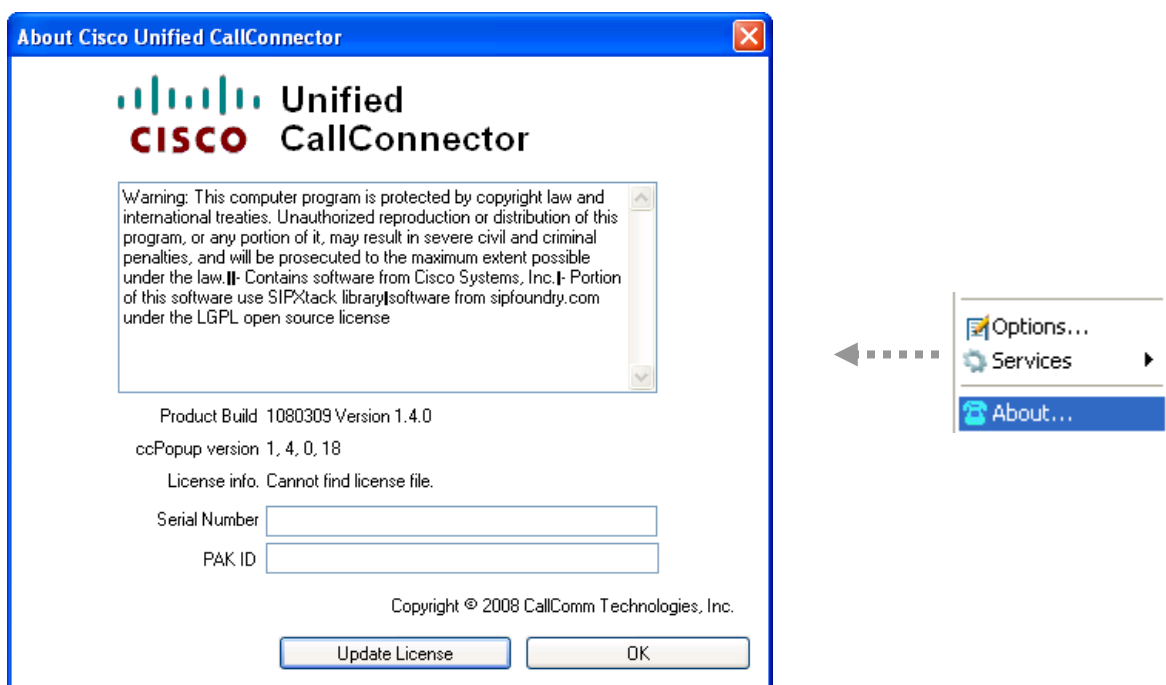 About Cisco Unified CallConnector
Unified
CISCO CallConnector
Warning: This computer program is protected by copyright law and
international treaties. Unauthorized reproduction or distribution of this
program, or any portion of it, may result in severe civil and criminal
penalties, and will be prosecuted to the maximum extent possible
under the law.||- Contains software from Cisco Systems, Inc.|- Portion
of this software use SIPXtack library|software from sipfoundry.com
under the LGPL open source license
Product Build 1080309 Version 1.4.0
ccPopup version 1, 4, 0, 18
License info. Cannot find license file.
Serial Number
PAK ID
Copyright © 2008 CallComm Technologies, Inc.
Update License OK
Options...
Services
About...